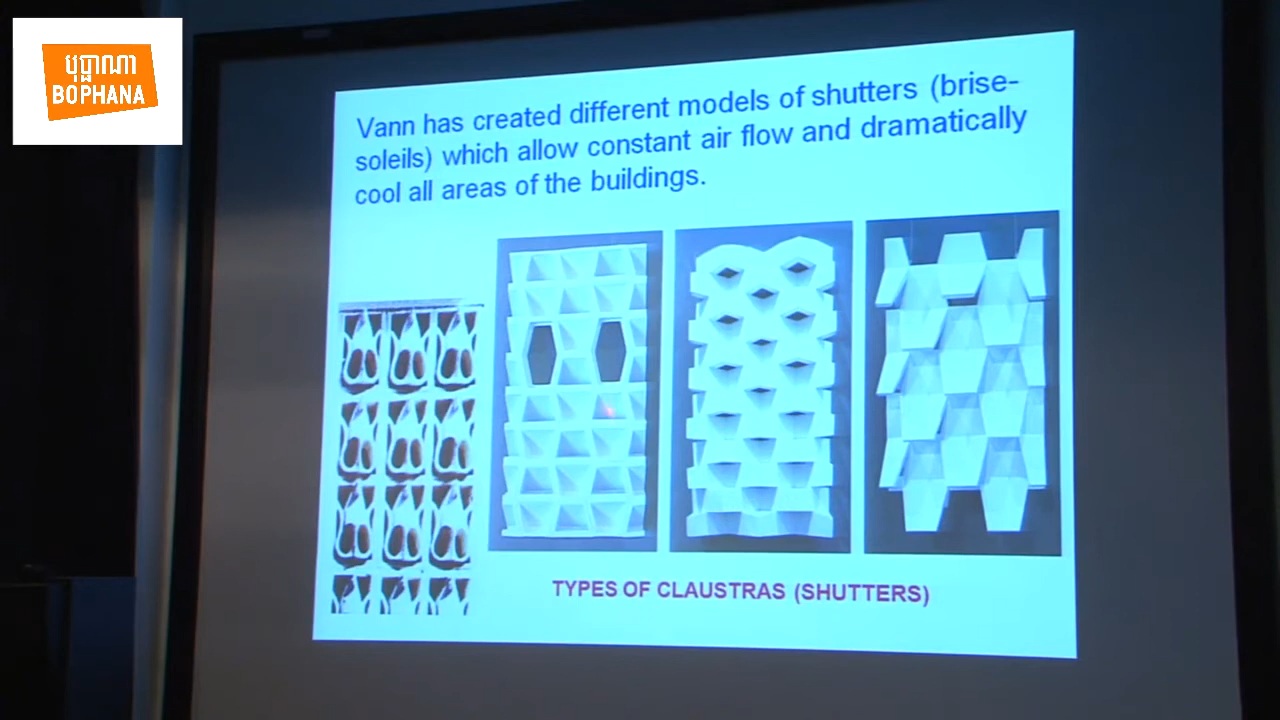 បុប្ផាណា
BOPHANA
Vann has created different models of shutters (brise-
soleils) which allow constant air flow and dramatically
cool all areas of the buildings.
TYPES OF CLAUSTRAS (SHUTTERS)